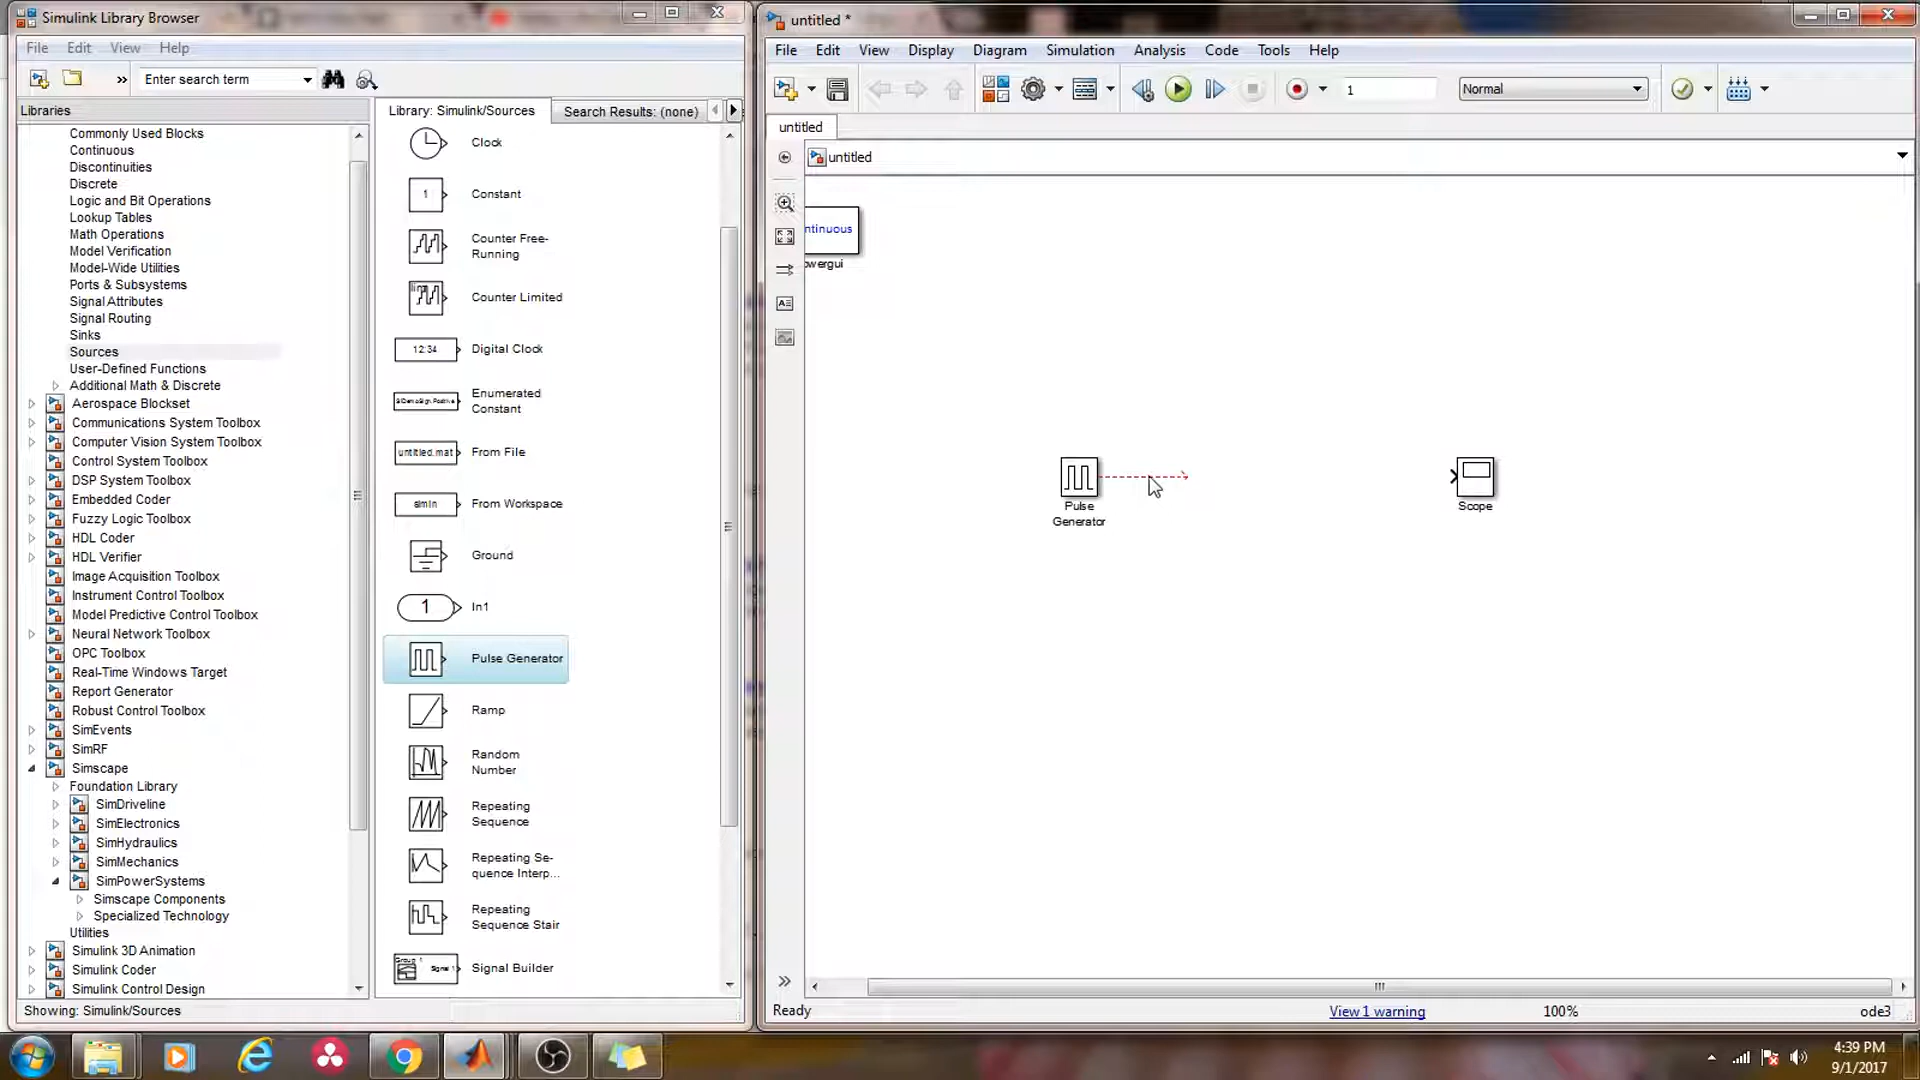 Simulink Library Browser
File Edit View Help
Enter search term
Libraries
Commonly Used Blocks
Continuous
Discontinuities
Discrete
Logic and Bit Operations
Lookup Tables
Math Operations
Model Verification
Model-Wide Utilities
Ports & Subsystems
Signal Attributes
Signal Routing
Sinks
Sources
User-Defined Functions
Additional Math & Discrete
Aerospace Blockset
Communications System Toolbox
Computer Vision System Toolbox
Control System Toolbox
DSP System Toolbox
Embedded Coder
Fuzzy Logic Toolbox
HDL Coder
HDL Verifier
Image Acquisition Toolbox
Instrument Control Toolbox
Model Predictive Control Toolbox
Neural Network Toolbox
OPC Toolbox
Real-Time Windows Target
Report Generator
Robust Control Toolbox
SimEvents
SimRF
Simscape
Foundation Library
SimDriveline
SimElectronics
SimHydraulics
SimMechanics
SimPowerSystems
Simscape Components
Specialized Technology
Utilities
Simulink 3D Animation
Simulink Coder
Simulink Control Design
Showing: Simulink/Sources
Library: Simulink/Sources
Search Results: (none)
Clock
1
Constant
Counter Free-
Running
Counter Limited
12:34
Digital Clock
Enumerated
Constant
untitled.mat
From File
simin
From Workspace
Ground
1
In1
Pulse Generator
Ramp
Random
Number
Repeating
Sequence
Repeating Se-
quence Interp...
Repeating
Sequence Stair
Group 1
Signal 1
Signal Builder
untitled *
File Edit View Display Diagram Simulation Analysis Code Tools Help
1
Normal
untitled
untitled
ntinuous
owergui
Pulse
Generator
Scope
Ready
View 1 warning
100%
ode3
4:39 PM
9/1/2017